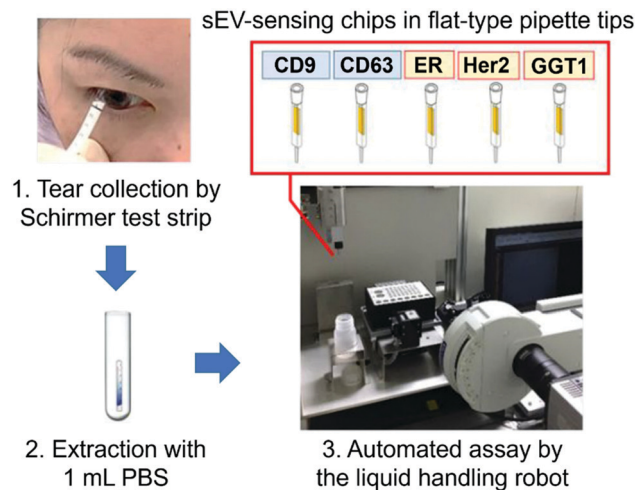 sEV-sensing chips in flat-type pipette tips
CD9 CD63 ER Her2 GGT1
1. Tear collection by
Schirmer test strip
2. Extraction with
1 mL PBS
3. Automated assay by
the liquid handling robot